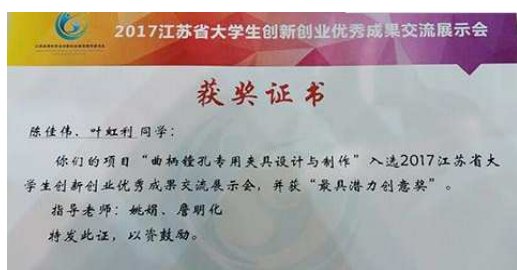 2017江苏省大学生创新创业优秀成果交流展示会
获奖证书
陈佳伟、叶虹利同学：
你们的项目“曲柄镗孔专用夹具设计与制作”入选2017江苏省大
学生创新创业优秀成果交流展示会，并获“最具潜力创意奖”。
指导老师：姚娟、詹明化
特发此证，以资鼓励。